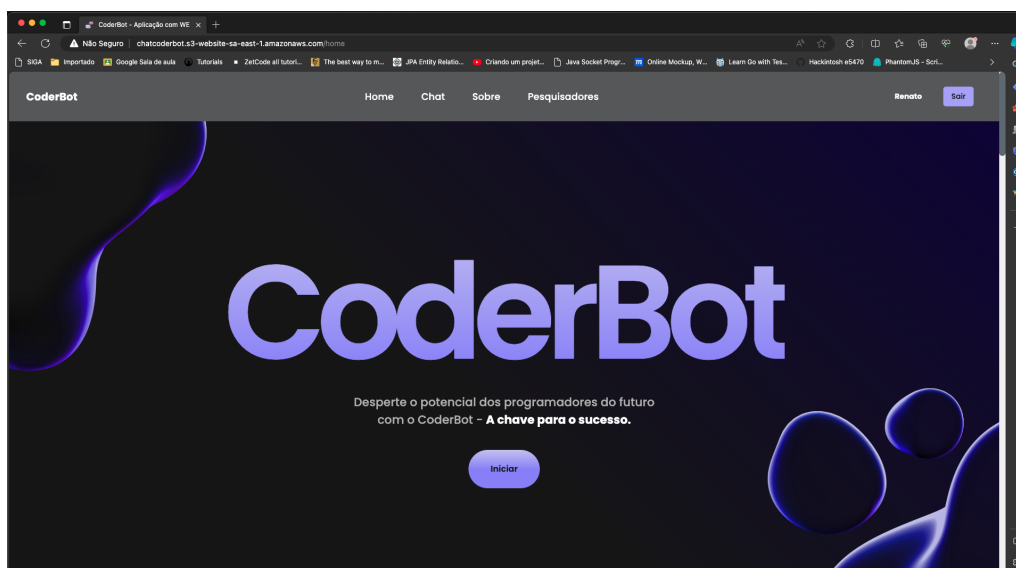 CoderBot - Aplicação com WE
Não Seguro | chatcoderbot.s3-website-sa-east-1.amazonaws.com/home
SIGA Importado Google Sala de aula Tutorials ZetCode all tutori... The best way to m... JPA Entity Relatio... Criando um projet... Java Socket Progr... Online Mockup, W... Learn Go with Tes... Hackintosh e5470 PhantomJS - Scri...
CoderBot Home Chat Sobre Pesquisadores Renato Sair
CoderBot
Desperte o potencial dos programadores do futuro
com o CoderBot - A chave para o sucesso.
Iniciar